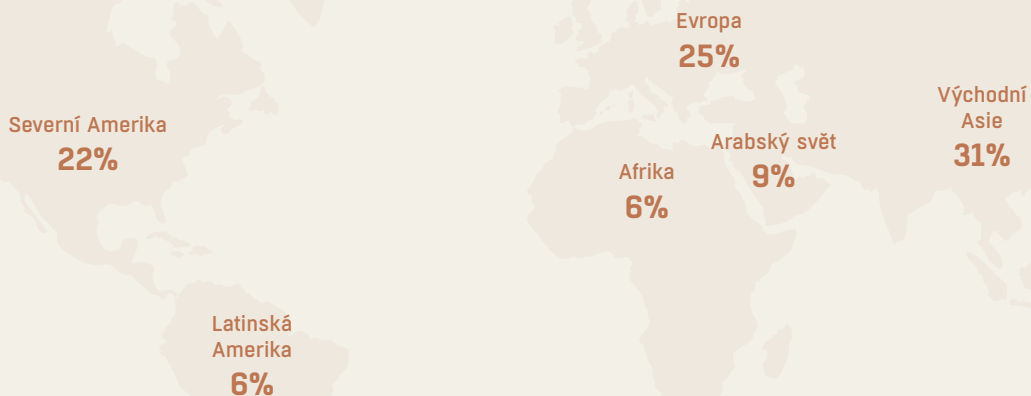 Evropa
25%
Severní Amerika
22%
Východní
Asie
31%
Arabský svět
9%
Afrika
6%
Latinská
Amerika
6%